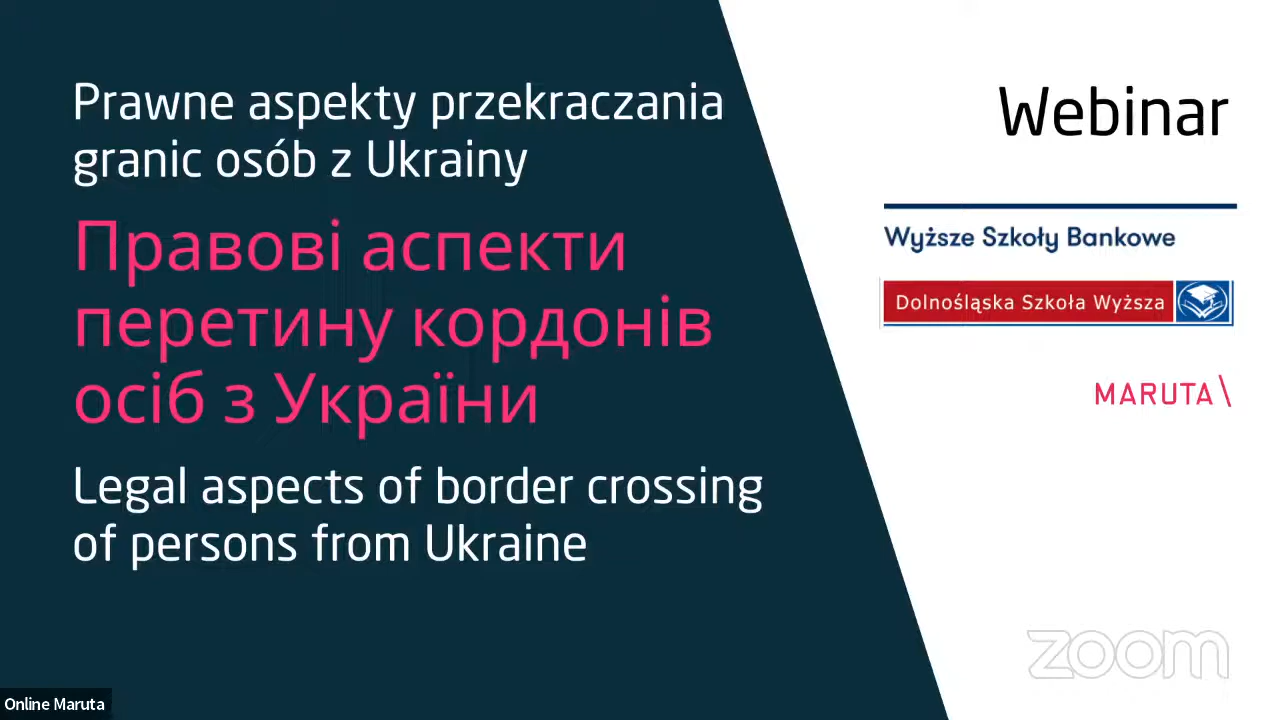 Prawne aspekty przekraczania
granic osób z Ukrainy
Правові аспекти
перетину кордонів
осіб з України
Legal aspects of border crossing
of persons from Ukraine
Webinar
Wyższe Szkoły Bankowe
Dolnośląska Szkoła Wyższa
MARUTA\
zoom
Online Maruta